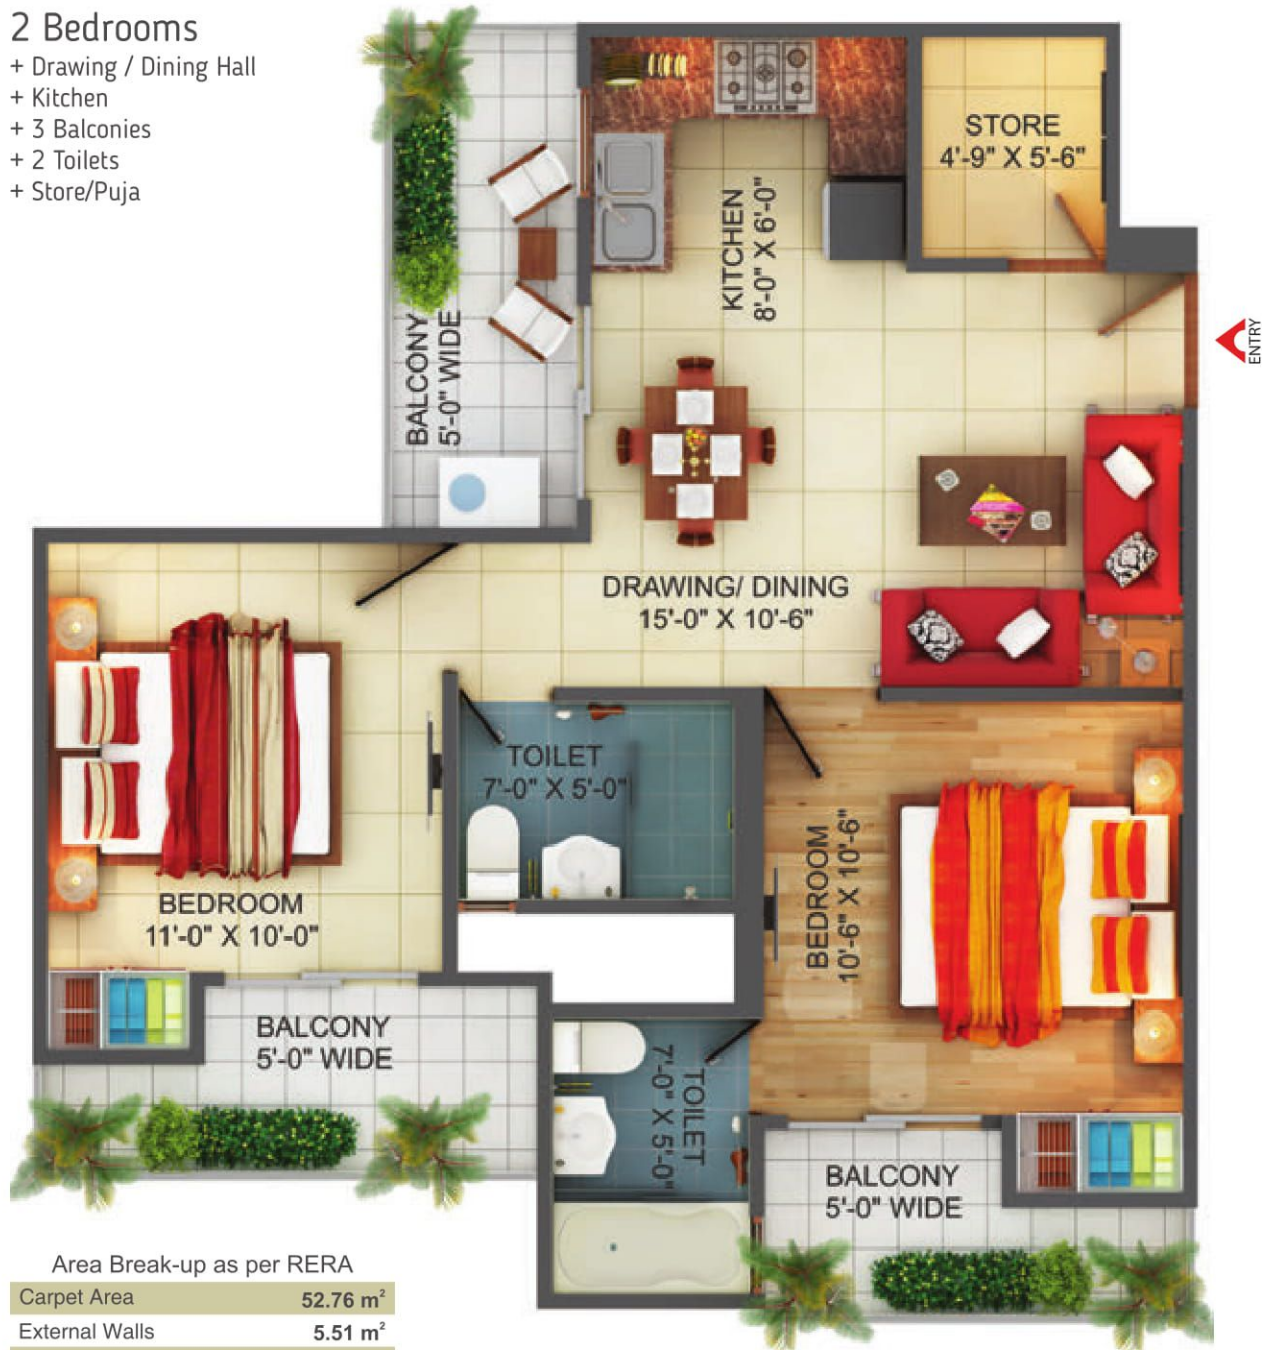 2 Bedrooms
+ Drawing / Dining Hall
+ Kitchen
+ 3 Balconies
+ 2 Toilets
+ Store/Puja
STORE
4'-9" X 5'-6"
KITCHEN
8'-0" X 6'-0"
BALCONY
5'-0" WIDE
ENTRY
DRAWING/ DINING
15'-0" X 10'-6"
TOILET
7'-0" X 5'-0"
BEDROOM
11'-0" X 10'-0"
BEDROOM
10'-6" X 10'-6"
BALCONY
5'-0" WIDE
TOILET
7'-0" X 5'-0"
BALCONY
5'-0" WIDE
Area Break-up as per RERA
Carpet Area 52.76 m²
External Walls 5.51 m²